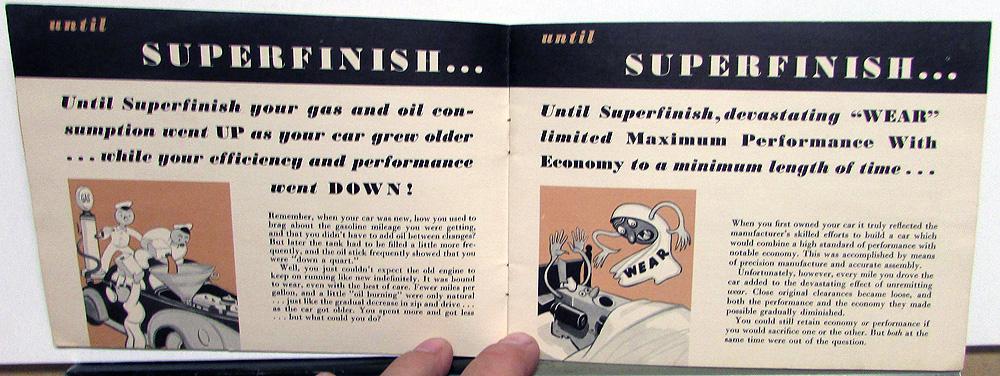 until
SUPERFINISH...
Until Superfinish your gas and oil con-
sumption went UP as your car grew older
...while your efficiency and performance
went DOWN!
GAS
Remember, when your car was new, how you used to
brag about the gasoline mileage you were getting,
and that you didn't have to add oil between changes?
But later the tank had to be filled a little more fre-
quently, and the oil stick frequently showed that you
were "down a quart."
Well, you just couldn't expect the old engine to
keep on running like new indefinitely. It was bound
to wear, even with the best of care. Fewer miles per
gallon, and a little "oil burning" were only natural
...just like the gradual decrease in zip and drive...
as the car got older. You spent more and got less
...but what could you do?
until
SUPERFINISH...
Until Superfinish, devastating "WEAR"
limited Maximum Performance With
Economy to a minimum length of time...
WEAR
When you first owned your car it truly reflected the
manufacturer's skilled efforts to build a car which
would combine a high standard of performance with
notable economy. This was accomplished by means
of precision manufacture and accurate assembly.
Unfortunately, however, every mile you drove the
car added to the devastating effect of unremitting
wear. Close original clearances became loose, and
both the performance and the economy they made
possible gradually diminished.
You could still retain economy or performance if
you would sacrifice one or the other. But both at the
same time were out of the question.